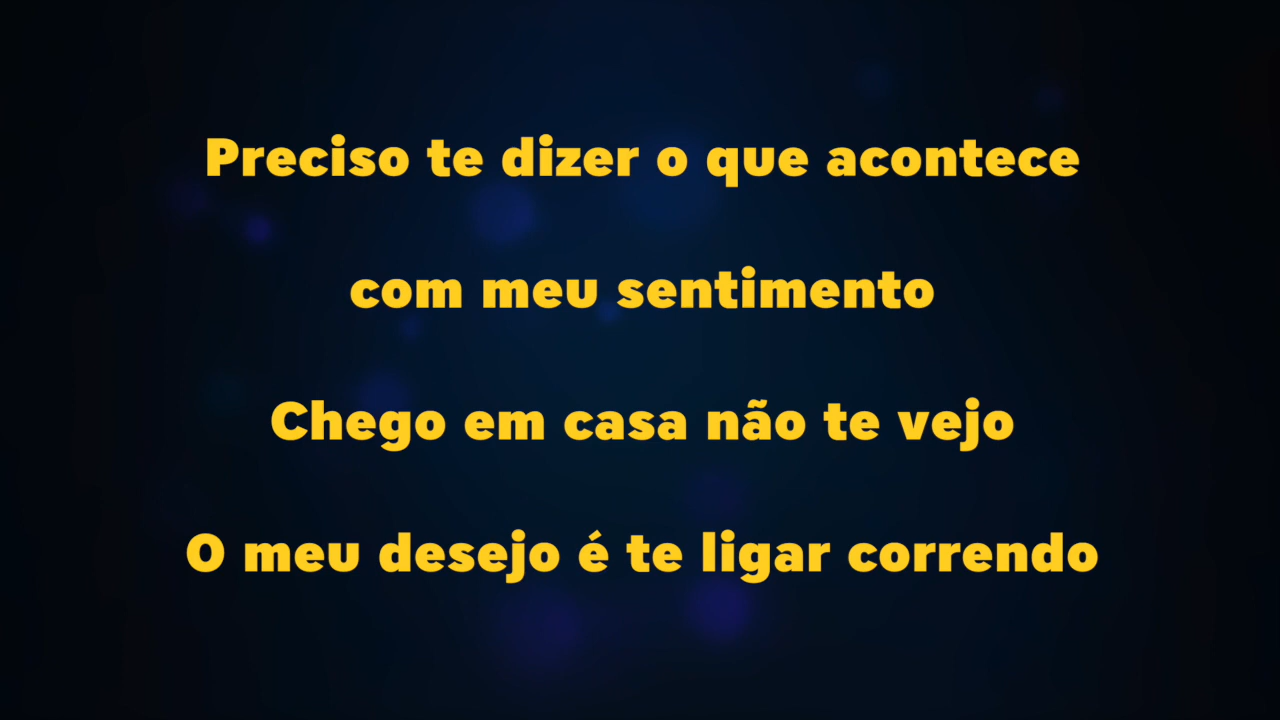 Preciso te dizer o que acontece
com meu sentimento
Chego em casa não te vejo
O meu desejo é te ligar correndo